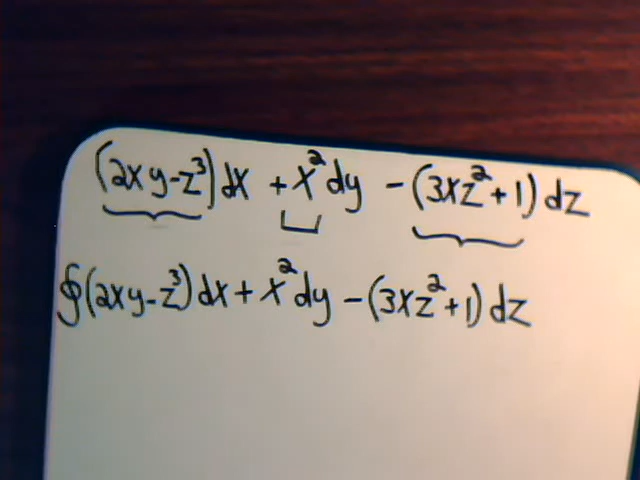 (2xy-z³)dx + x²dy - (3xz²+1)dz
∮(2xy-z³)dx + x²dy - (3xz²+1)dz